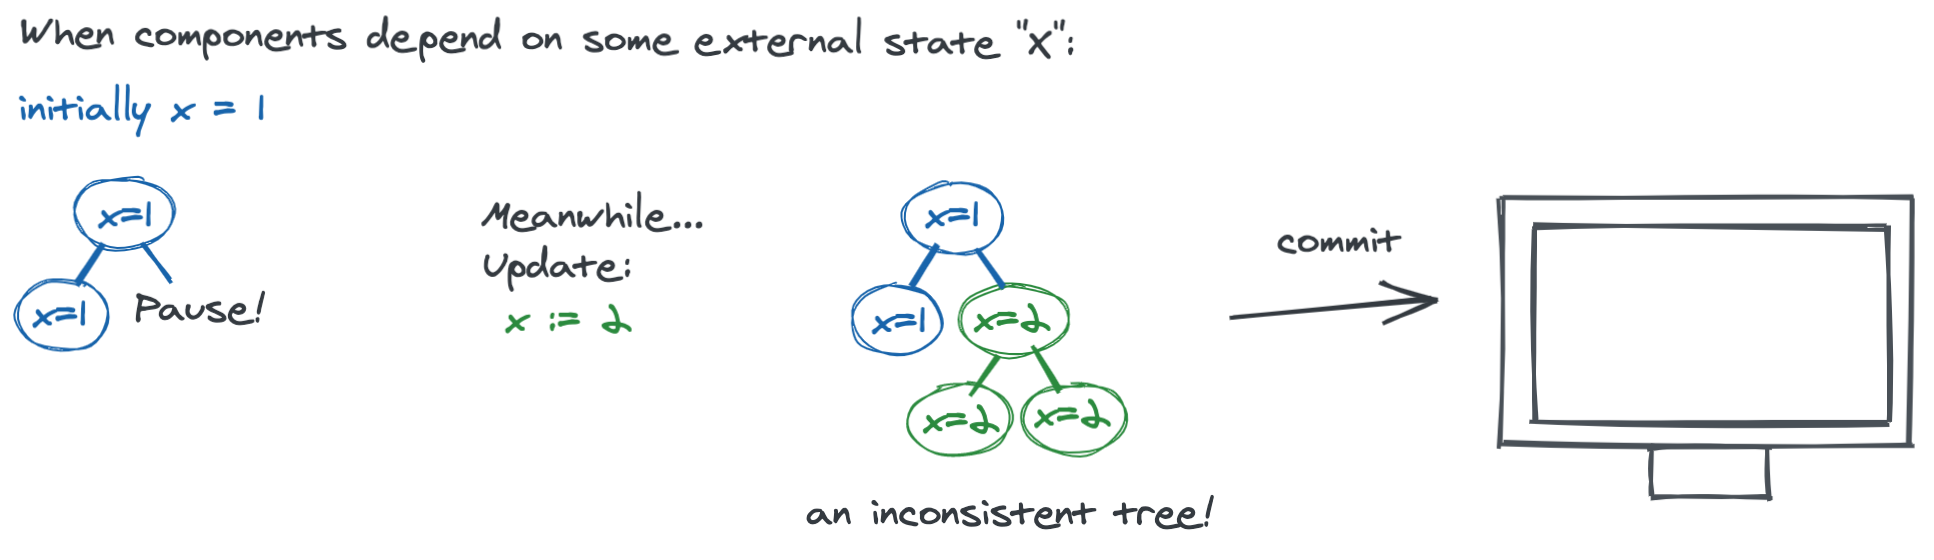 When components depend on some external state "x":
initially x = 1
x=1
x=1
Pause!
Meanwhile...
Update:
x := 2
x=1
x=1
x=2
x=2
x=2
an inconsistent tree!
commit